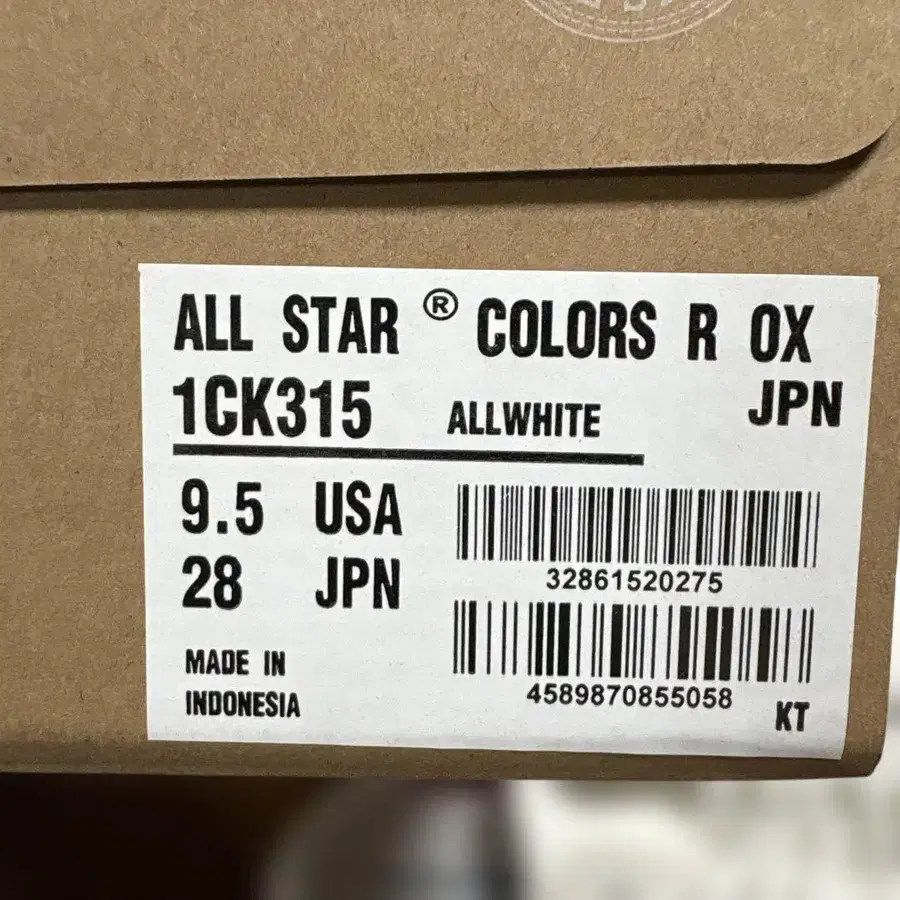 ALL STAR ® COLORS R OX
1CK315 ALLWHITE JPN
9.5 USA
28 JPN
32861520275
4589870855058
MADE IN
INDONESIA
KT